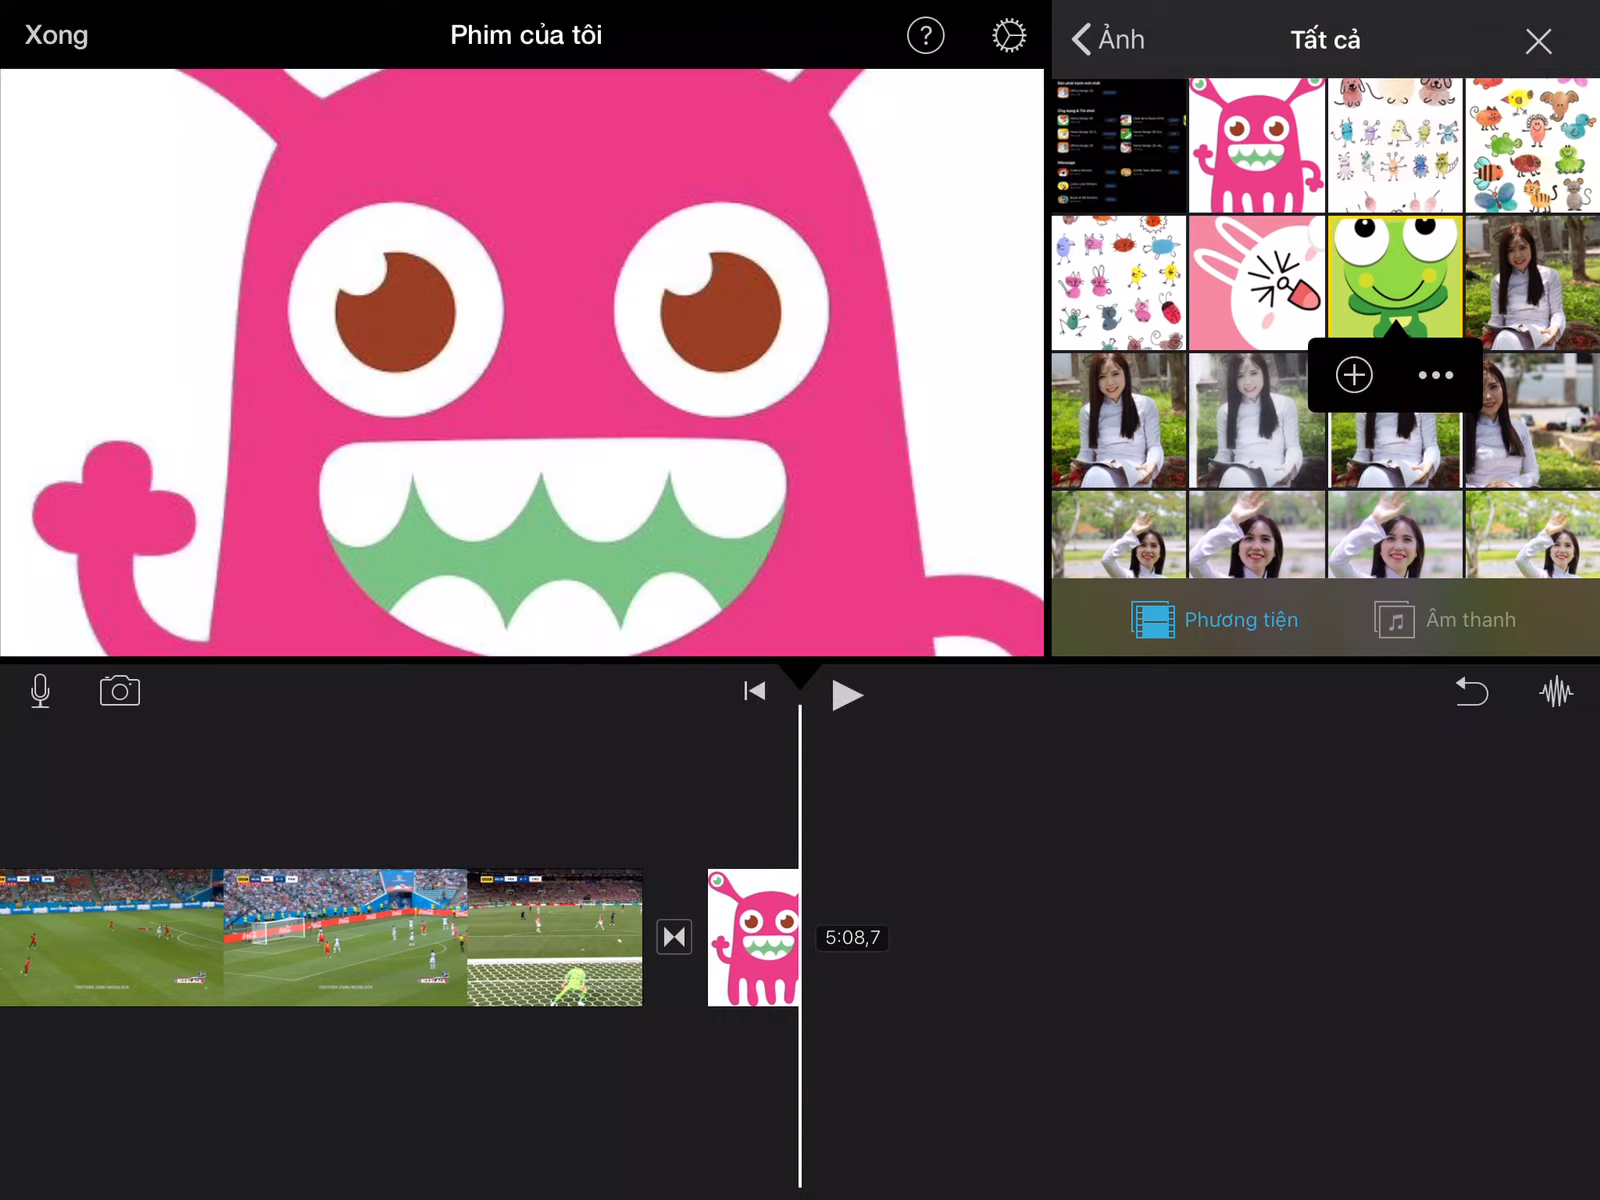 Xong
Phim của tôi
?
Ảnh
Tất cả
Phương tiện
Âm thanh
5:08,7